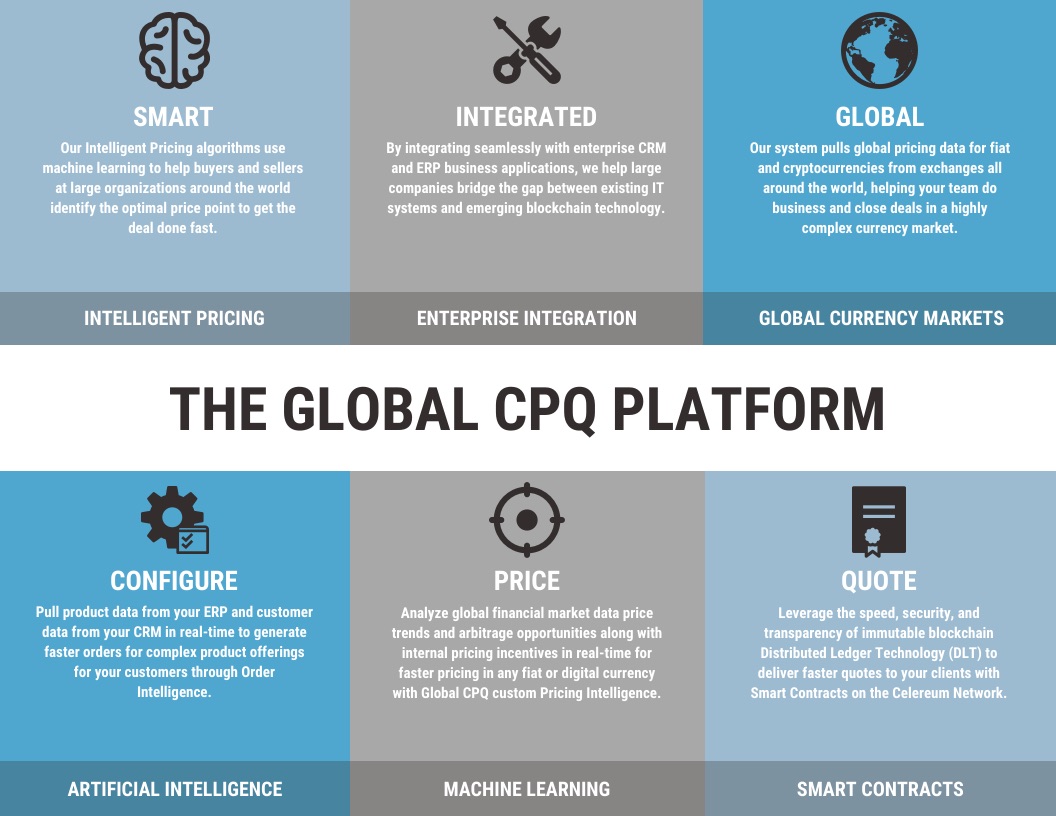 SMART
Our Intelligent Pricing algorithms use
machine learning to help buyers and sellers
at large organizations around the world
identify the optimal price point to get the
deal done fast.
INTELLIGENT PRICING
INTEGRATED
By integrating seamlessly with enterprise CRM
and ERP business applications, we help large
companies bridge the gap between existing IT
systems and emerging blockchain technology.
ENTERPRISE INTEGRATION
GLOBAL
Our system pulls global pricing data for fiat
and cryptocurrencies from exchanges all
around the world, helping your team do
business and close deals in a highly
complex currency market.
GLOBAL CURRENCY MARKETS
THE GLOBAL CPQ PLATFORM
CONFIGURE
Pull product data from your ERP and customer
data from your CRM in real-time to generate
faster orders for complex product offerings
for your customers through Order
Intelligence.
ARTIFICIAL INTELLIGENCE
PRICE
Analyze global financial market data price
trends and arbitrage opportunities along with
internal pricing incentives in real-time for
faster pricing in any fiat or digital currency
with Global CPQ custom Pricing Intelligence.
MACHINE LEARNING
QUOTE
Leverage the speed, security, and
transparency of immutable blockchain
Distributed Ledger Technology (DLT) to
deliver faster quotes to your clients with
Smart Contracts on the Celereum Network.
SMART CONTRACTS